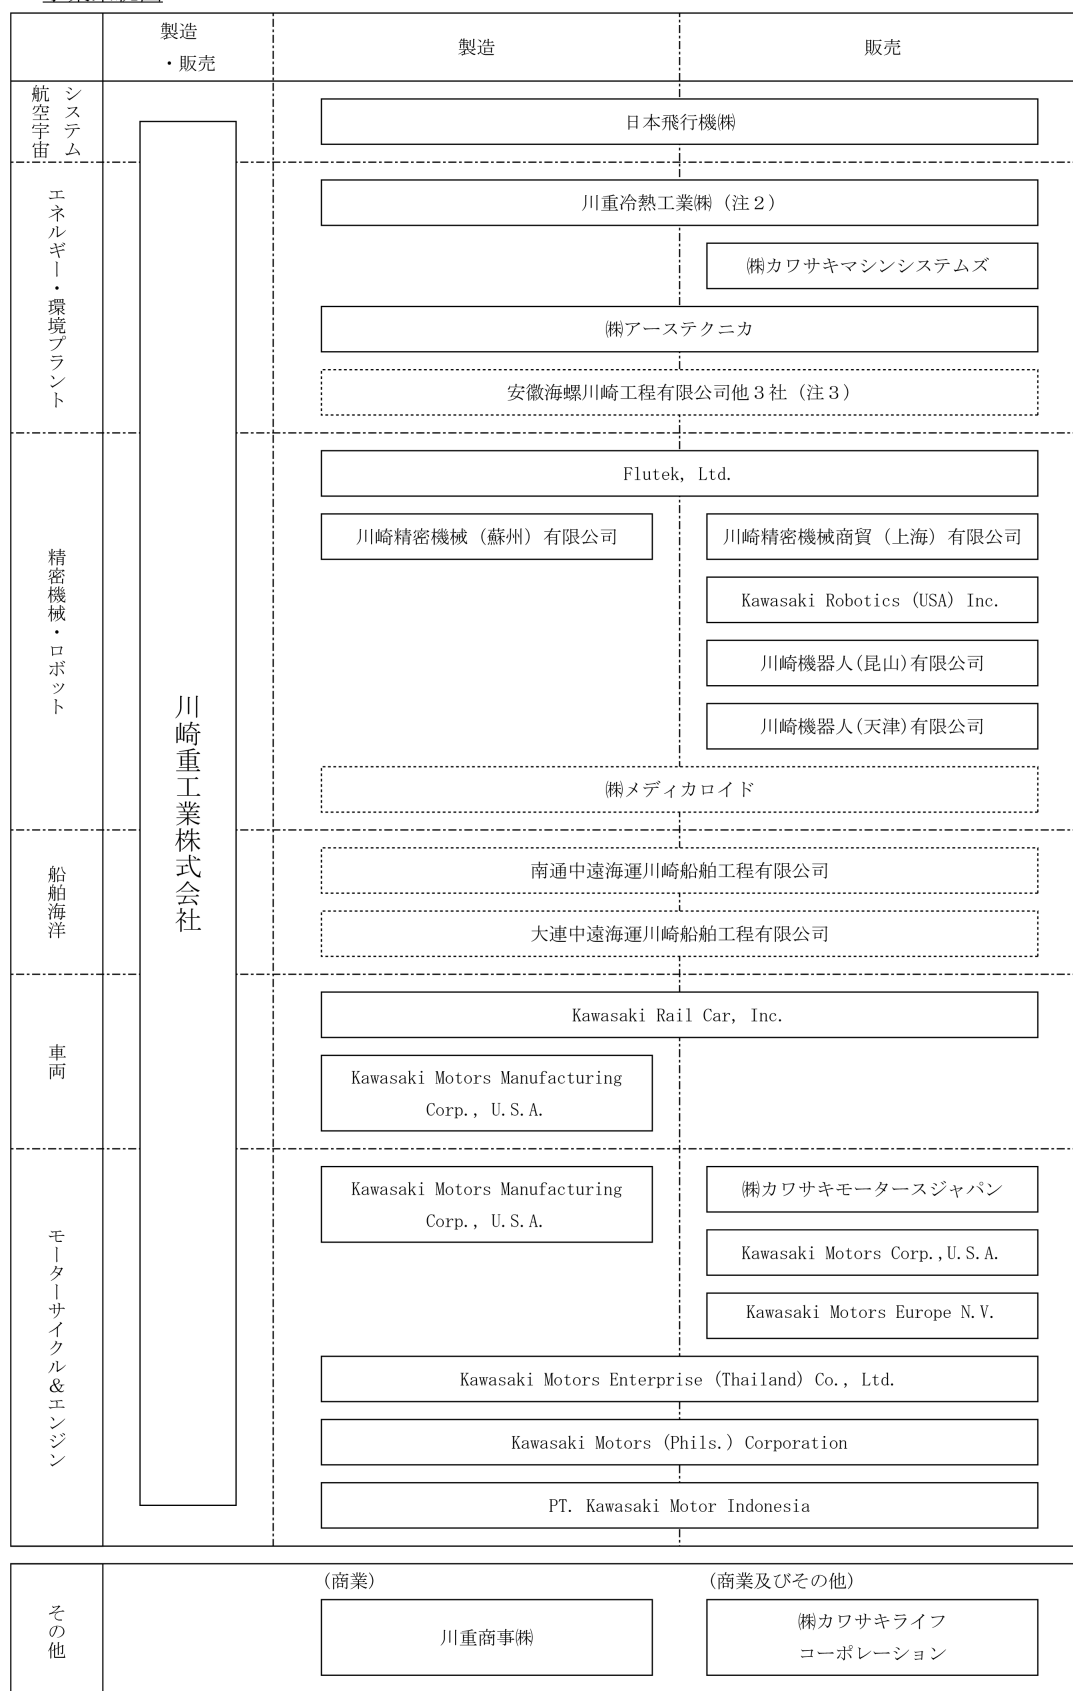 製造
・販売
製造
販売
航空宇宙
システム
日本飛行機㈱
エネルギー・環境プラント
川重冷熱工業㈱（注２）
㈱カワサキマシンシステムズ
㈱アーステクニカ
安徽海螺川崎工程有限公司他３社（注３）
精密機械・ロボット
Flutek, Ltd.
川崎精密機械（蘇州）有限公司
川崎精密機械商貿（上海）有限公司
Kawasaki Robotics (USA) Inc.
川崎機器人(昆山)有限公司
川崎機器人(天津)有限公司
㈱メディカロイド
川崎重工業株式会社
船舶海洋
南通中遠海運川崎船舶工程有限公司
大連中遠海運川崎船舶工程有限公司
車両
Kawasaki Rail Car, Inc.
Kawasaki Motors Manufacturing
Corp., U.S.A.
モーターサイクル＆エンジン
Kawasaki Motors Manufacturing
Corp., U.S.A.
㈱カワサキモータースジャパン
Kawasaki Motors Corp.,U.S.A.
Kawasaki Motors Europe N.V.
Kawasaki Motors Enterprise (Thailand) Co., Ltd.
Kawasaki Motors (Phils.) Corporation
PT. Kawasaki Motor Indonesia
その他
(商業)
川重商事㈱
(商業及びその他)
㈱カワサキライフ
コーポレーション